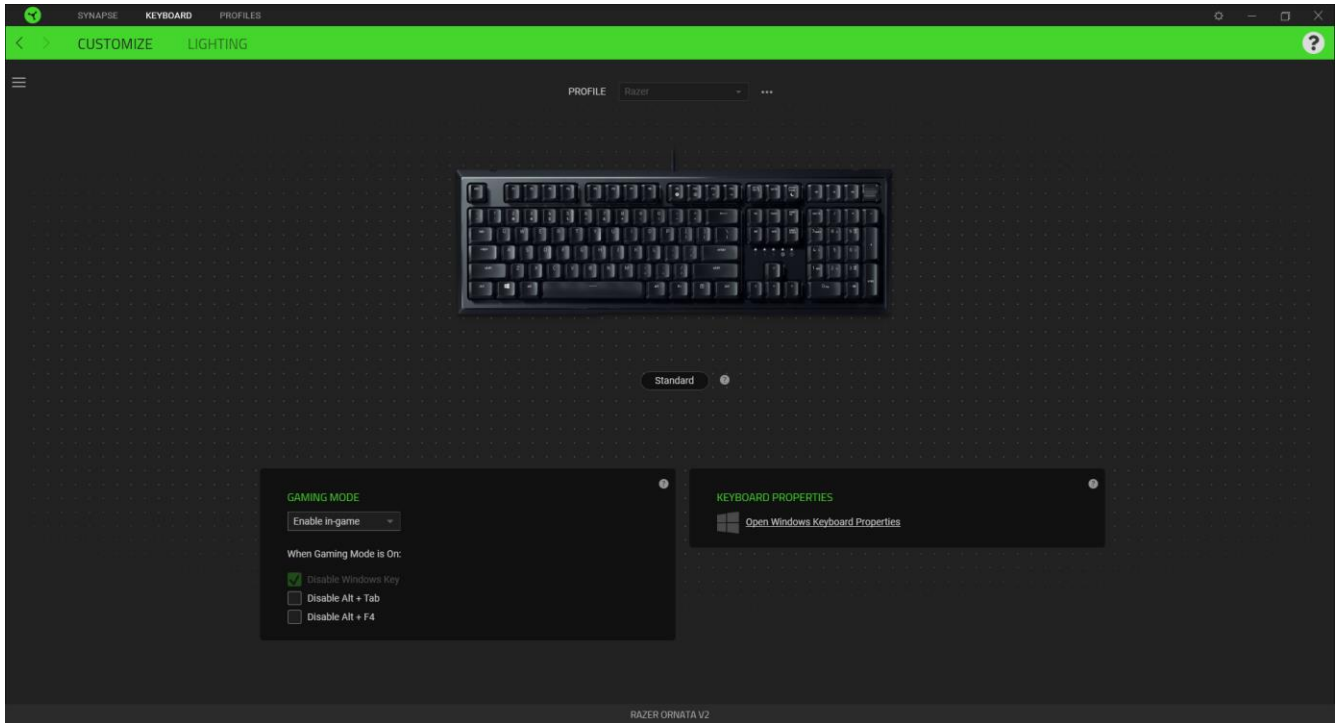 SYNAPSE KEYBOARD PROFILES
CUSTOMIZE LIGHTING ?
PROFILE Razer
Standard ?
GAMING MODE ?
Enable in-game
When Gaming Mode is On:
Disable Windows Key
Disable Alt + Tab
Disable Alt + F4
KEYBOARD PROPERTIES ?
Open Windows Keyboard Properties
RAZER ORNATA V2